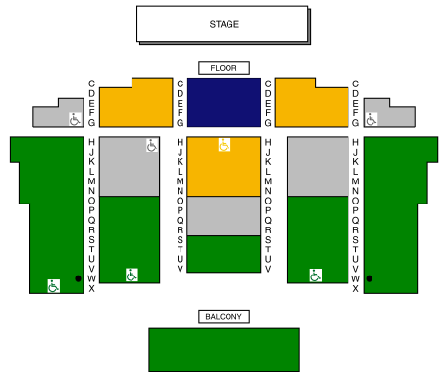 STAGE
FLOOR
C C C C
D D D D
E E E E
F F F F
G G G G
H H H H
J J J J
K K K K
L L L L
M M M M
N N N N
O O O O
P P P P
Q Q Q Q
R R R R
S S S S
T T T T
U U U U
V V V V
W W
X X
BALCONY